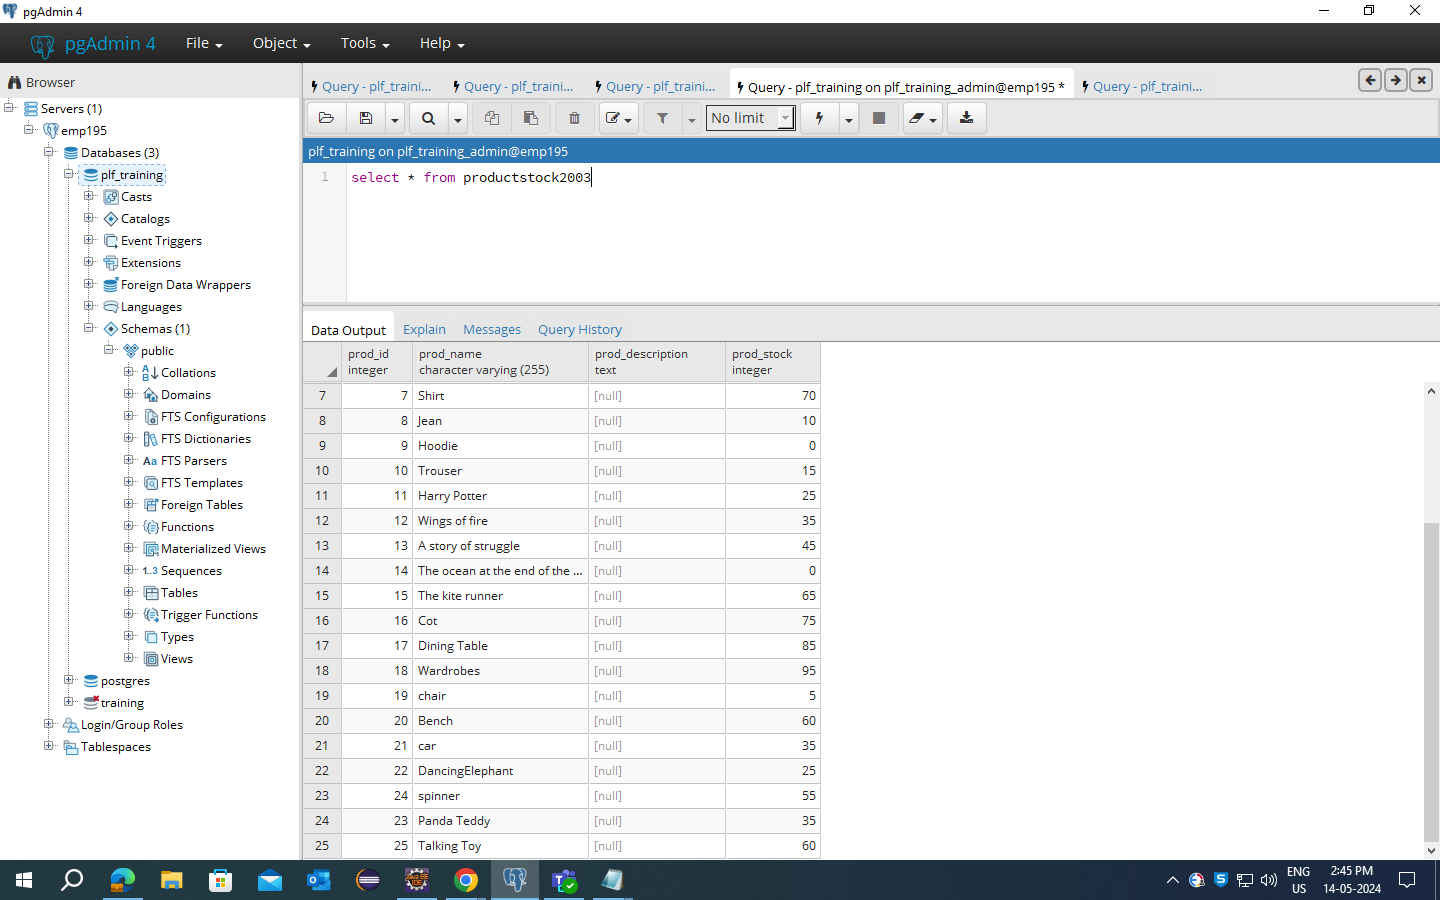 pgAdmin 4
pgAdmin 4 File Object Tools Help
Browser
Servers (1)
emp195
Databases (3)
plf_training
Casts
Catalogs
Event Triggers
Extensions
Foreign Data Wrappers
Languages
Schemas (1)
public
Collations
Domains
FTS Configurations
FTS Dictionaries
Aa FTS Parsers
FTS Templates
Foreign Tables
Functions
Materialized Views
1..3 Sequences
Tables
Trigger Functions
Types
Views
postgres
training
Login/Group Roles
Tablespaces
Query - plf_traini... Query - plf_traini... Query - plf_traini... Query - plf_training on plf_training_admin@emp195 * Query - plf_traini...
No limit
plf_training on plf_training_admin@emp195
1 select * from productstock2003
Data Output Explain Messages Query History
prod_id prod_name prod_description prod_stock
integer character varying (255) text integer
7 7 Shirt [null] 70
8 8 Jean [null] 10
9 9 Hoodie [null] 0
10 10 Trouser [null] 15
11 11 Harry Potter [null] 25
12 12 Wings of fire [null] 35
13 13 A story of struggle [null] 45
14 14 The ocean at the end of the ... [null] 0
15 15 The kite runner [null] 65
16 16 Cot [null] 75
17 17 Dining Table [null] 85
18 18 Wardrobes [null] 95
19 19 chair [null] 5
20 20 Bench [null] 60
21 21 car [null] 35
22 22 DancingElephant [null] 25
23 24 spinner [null] 55
24 23 Panda Teddy [null] 35
25 25 Talking Toy [null] 60
ENG 2:45 PM
US 14-05-2024